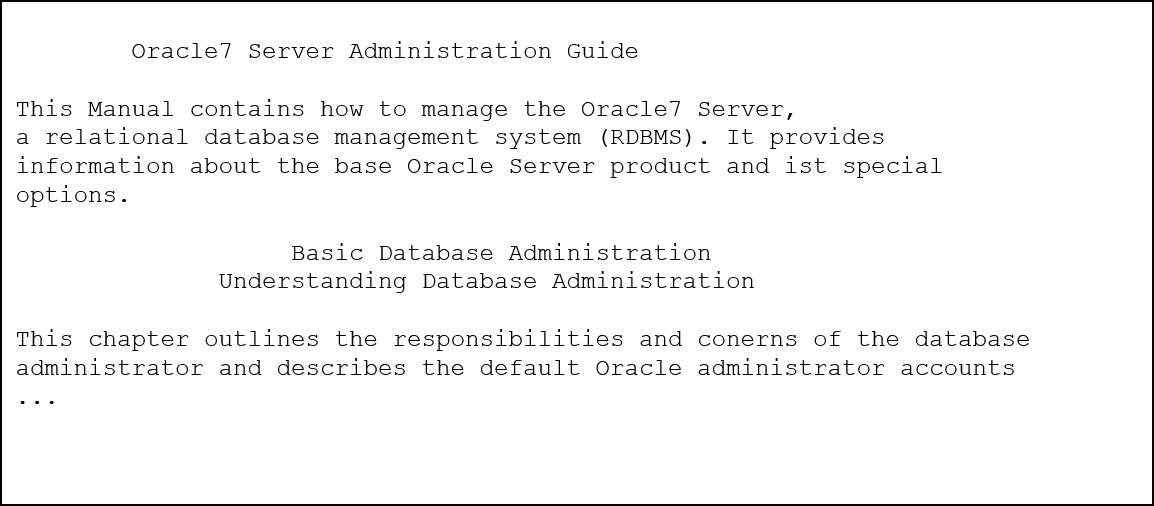 Oracle7 Server Administration Guide
This Manual contains how to manage the Oracle7 Server,
a relational database management system (RDBMS). It provides
information about the base Oracle Server product and ist special
options.
Basic Database Administration
Understanding Database Administration
This chapter outlines the responsibilities and conerns of the database
administrator and describes the default Oracle administrator accounts
...